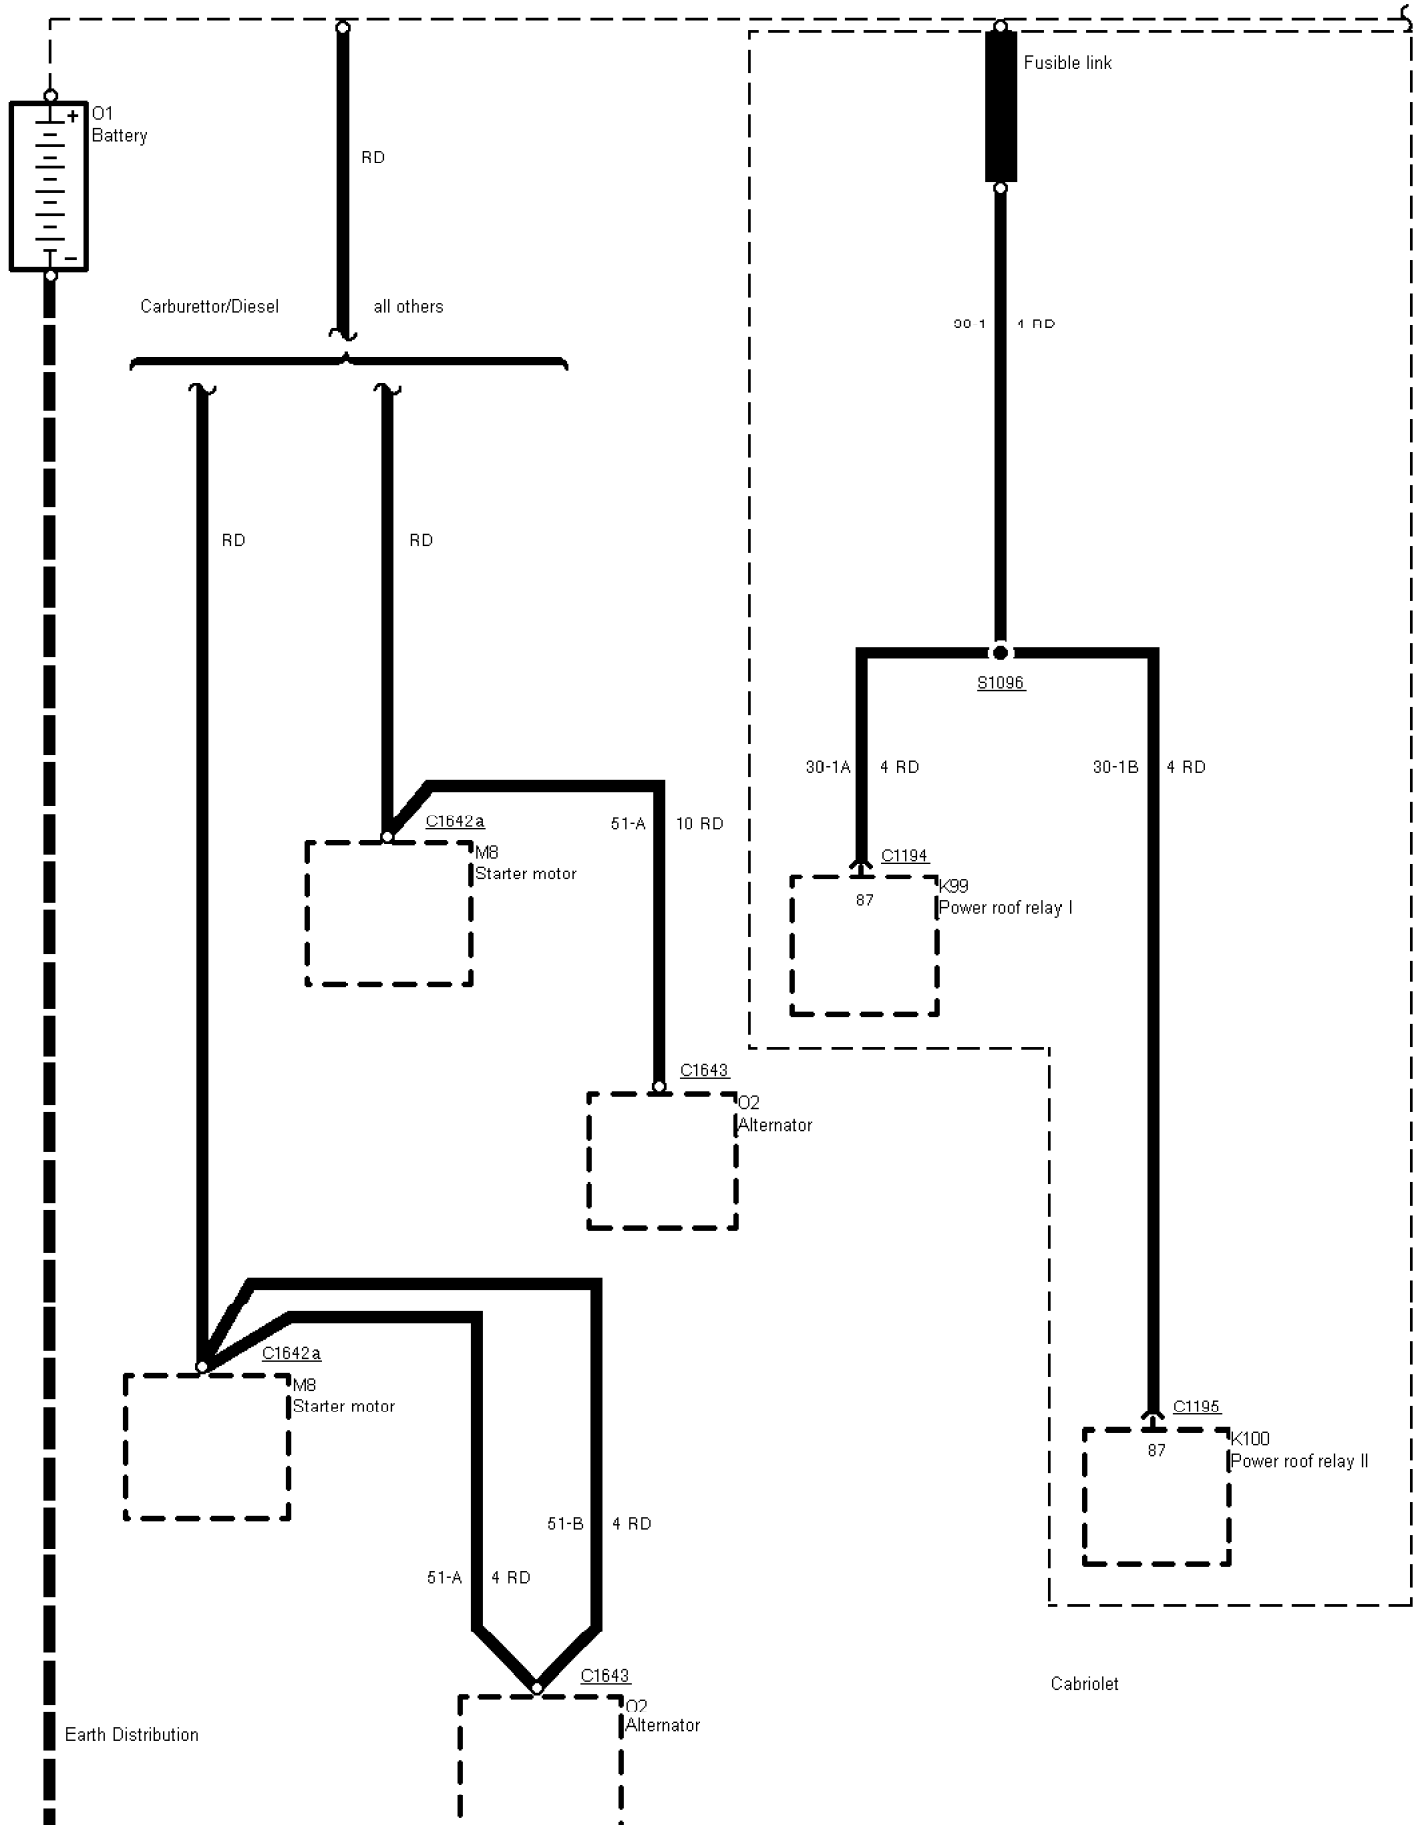 Fusible link
+
O1
Battery
RD
−
Carburettor/Diesel
all others
RD
RD
S1096
30-1A
4 RD
30-1B
4 RD
C1642a
51-A
10 RD
M8
Starter motor
C1194
87
K99
Power roof relay I
C1643
O2
Alternator
C1642a
M8
Starter motor
C1195
87
K100
Power roof relay II
51-B
4 RD
51-A
4 RD
C1643
O2
Alternator
Cabriolet
Earth Distribution